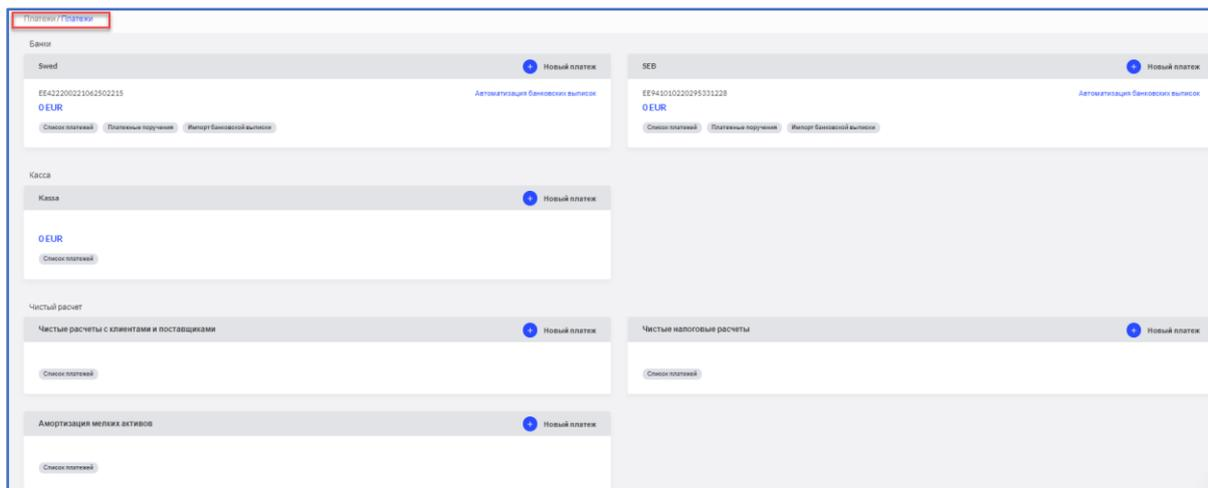 Платежи / Платежи
Банки
Swed
+ Новый платеж
EE422200221062502215
Автоматизация банковских выписок
0 EUR
Список платежей Платежные поручения Импорт банковской выписки
SEB
+ Новый платеж
EE941010220295331228
Автоматизация банковских выписок
0 EUR
Список платежей Платежные поручения Импорт банковской выписки
Касса
Kassa
+ Новый платеж
0 EUR
Список платежей
Чистый расчет
Чистые расчеты с клиентами и поставщиками
+ Новый платеж
Список платежей
Чистые налоговые расчеты
+ Новый платеж
Список платежей
Амортизация мелких активов
+ Новый платеж
Список платежей